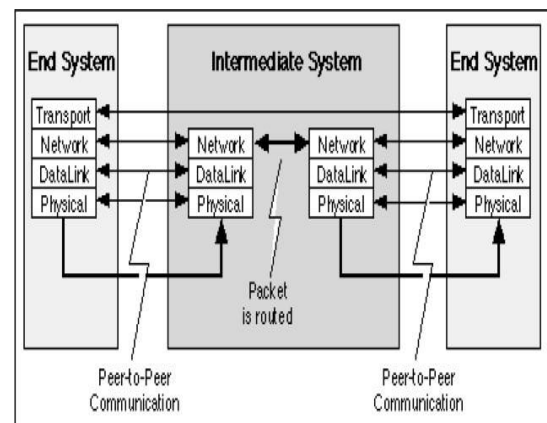 End System
Intermediate System
End System
Transport
Network
DataLink
Physical
Network
DataLink
Physical
Network
DataLink
Physical
Transport
Network
DataLink
Physical
Packet
is routed
Peer-to-Peer
Communication
Peer-to-Peer
Communication